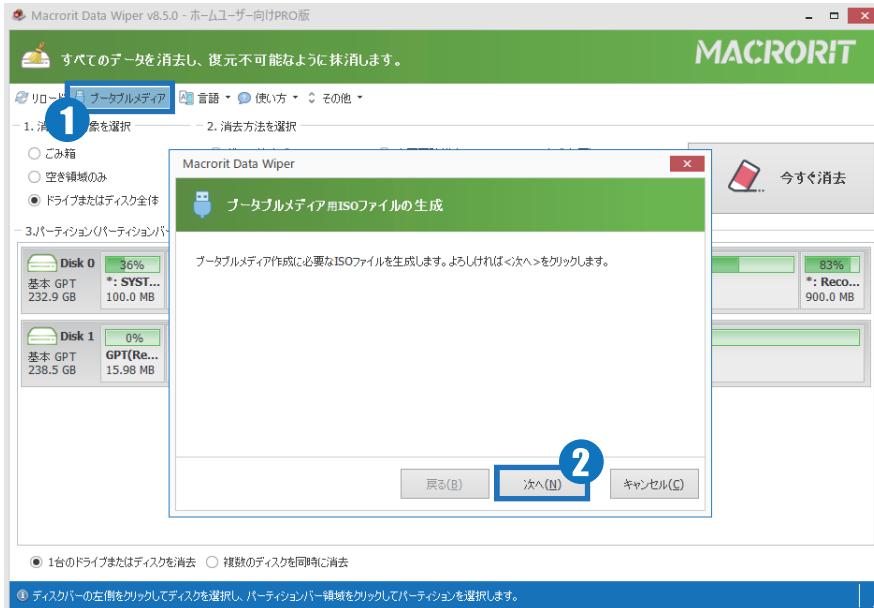 Macrorit Data Wiper v8.5.0 - ホームユーザー向けPRO版
すべてのデータを消去し、復元不可能なように抹消します。
MACRORIT
リロード ブータブルメディア 言語 使い方 その他
1
1. 消 象を選択
2. 消去方法を選択
ごみ箱
空き領域のみ
ドライブまたはディスク全体
今すぐ消去
3.パーティション(パーティションバ
Disk 0
基本 GPT
232.9 GB
36%
*: SYST...
100.0 MB
83%
*: Reco...
900.0 MB
Disk 1
基本 GPT
238.5 GB
0%
GPT(Re...
15.98 MB
Macrorit Data Wiper
ブータブルメディア用ISOファイルの生成
ブータブルメディア作成に必要なISOファイルを生成します。よろしければ<次へ>をクリックします。
2
戻る(B) 次へ(N) キャンセル(C)
1台のドライブまたはディスクを消去 複数のディスクを同時に消去
ディスクバーの左側をクリックしてディスクを選択し、パーティションバー領域をクリックしてパーティションを選択します。